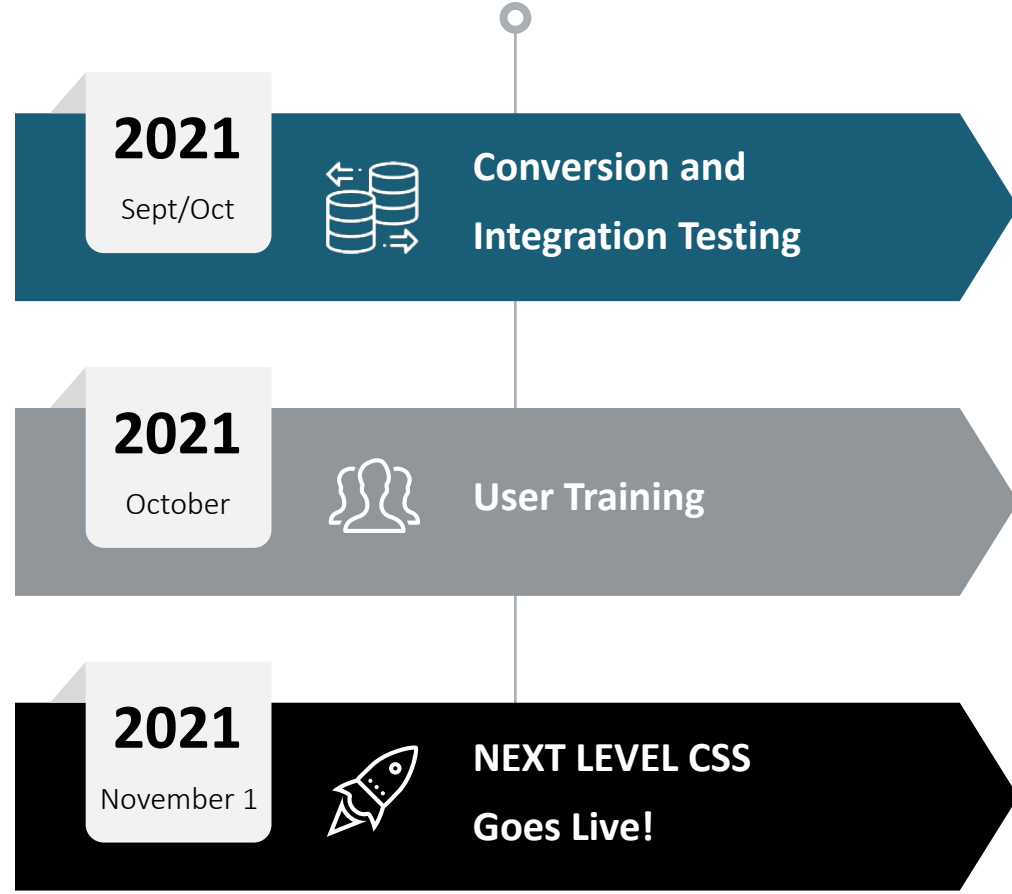 2021
Sept/Oct
Conversion and
Integration Testing
2021
October
User Training
2021
November 1
NEXT LEVEL CSS
Goes Live!